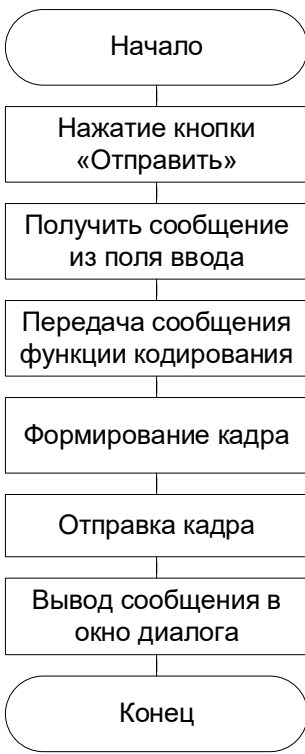 Начало
Нажатие кнопки
«Отправить»
Получить сообщение
из поля ввода
Передача сообщения
функции кодирования
Формирование кадра
Отправка кадра
Вывод сообщения в
окно диалога
Конец